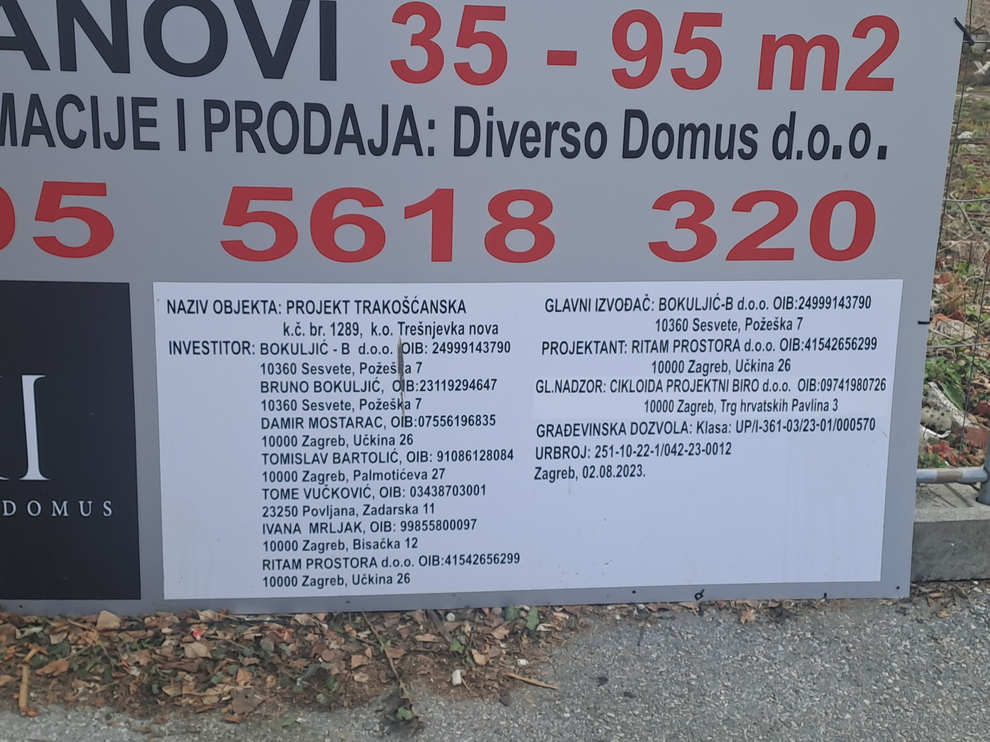 35 - 95 m2
I PRODAJA: Diverso Domus d.o.o.
5618 320
DOMUS
NAZIV OBJEKTA: PROJEKT TRAKOŠĆANSKA
k.č. br. 1289, k.o. Trešnjevka nova
INVESTITOR: BOKULJIĆ - B d.o.o. OIB: 24999143790
10360 Sesvete, Požeška 7
BRUNO BOKULJIĆ, OIB:23119294647
10360 Sesvete, Požeška 7
DAMIR MOSTARAC, OIB:07556196835
10000 Zagreb, Učkina 26
TOMISLAV BARTOLIĆ, OIB: 91086128084
10000 Zagreb, Palmotićeva 27
TOME VUČKOVIĆ, OIB: 03438703001
23250 Povljana, Zadarska 11
IVANA MRLJAK, OIB: 99855800097
10000 Zagreb, Bisačka 12
RITAM PROSTORA d.o.o. OIB:41542656299
10000 Zagreb, Učkina 26
GLAVNI IZVOĐAČ: BOKULJIĆ-B d.o.o. OIB:24999143790
10360 Sesvete, Požeška 7
PROJEKTANT: RITAM PROSTORA d.o.o. OIB:41542656299
10000 Zagreb, Učkina 26
GL.NADZOR: CIKLOIDA PROJEKTNI BIRO d.o.o. OIB:09741980726
10000 Zagreb, Trg hrvatskih Pavlina 3
GRAĐEVINSKA DOZVOLA: Klasa: UP/I-361-03/23-01/000570
URBROJ: 251-10-22-1/042-23-0012
Zagreb, 02.08.2023.